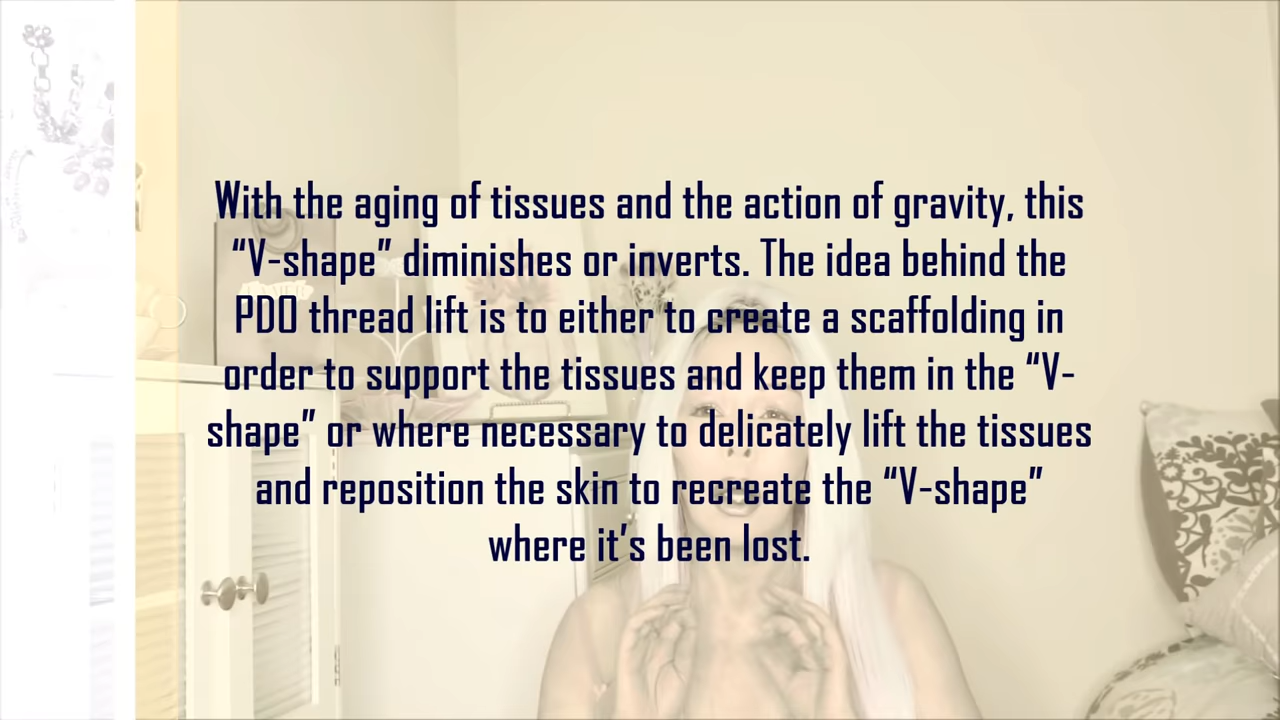 With the aging of tissues and the action of gravity, this
“V-shape” diminishes or inverts. The idea behind the
PDO thread lift is to either to create a scaffolding in
order to support the tissues and keep them in the “V-
shape” or where necessary to delicately lift the tissues
and reposition the skin to recreate the “V-shape”
where it’s been lost.